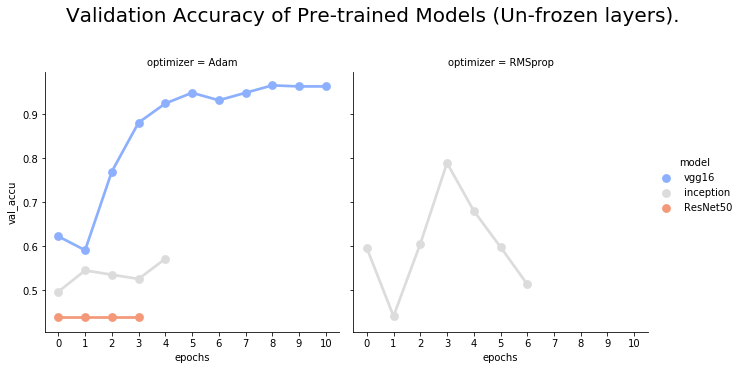 Validation Accuracy of Pre-trained Models (Un-frozen layers).
optimizer = Adam
optimizer = RMSprop
0.9
0.8
0.7
0.6
0.5
val_accu
0 1 2 3 4 5 6 7 8 9 10
0 1 2 3 4 5 6 7 8 9 10
epochs
epochs
model
vgg16
inception
ResNet50